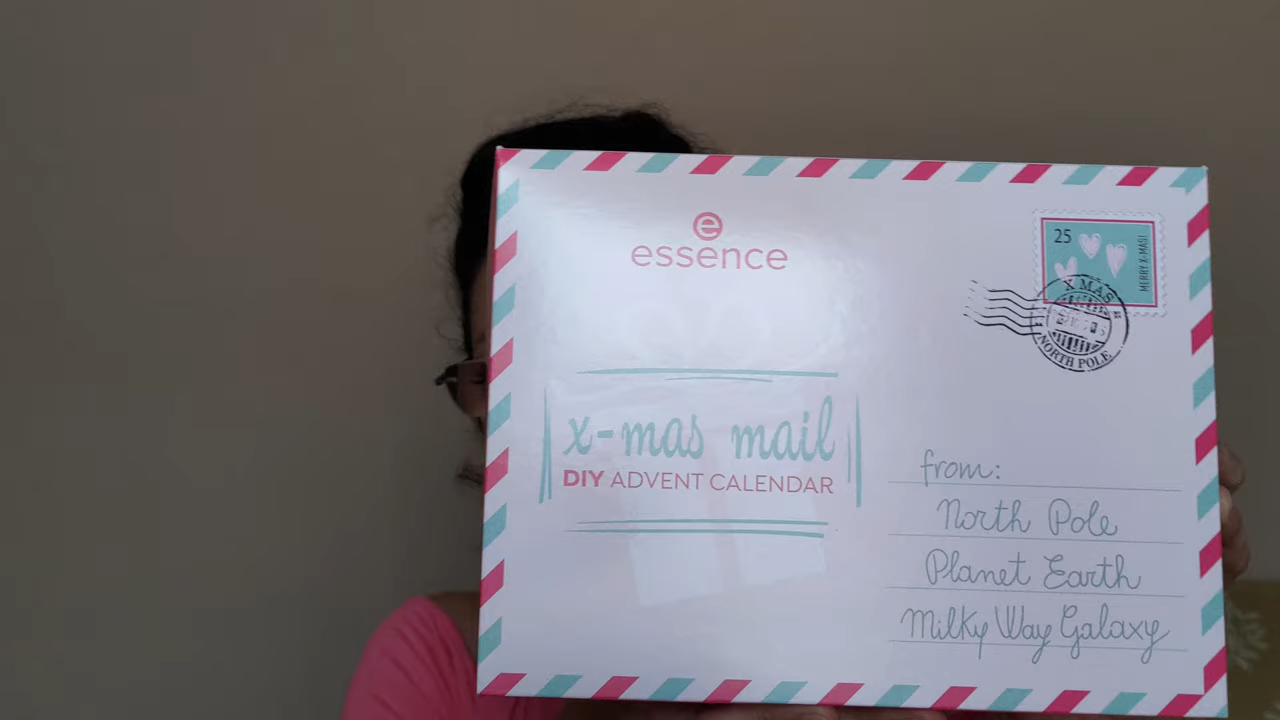 e
essence
25
MERRY X-MAS!
X MAS
NORTH POLE
x-mas mail
DIY ADVENT CALENDAR
from:
North Pole
Planet Earth
Milky Way Galaxy